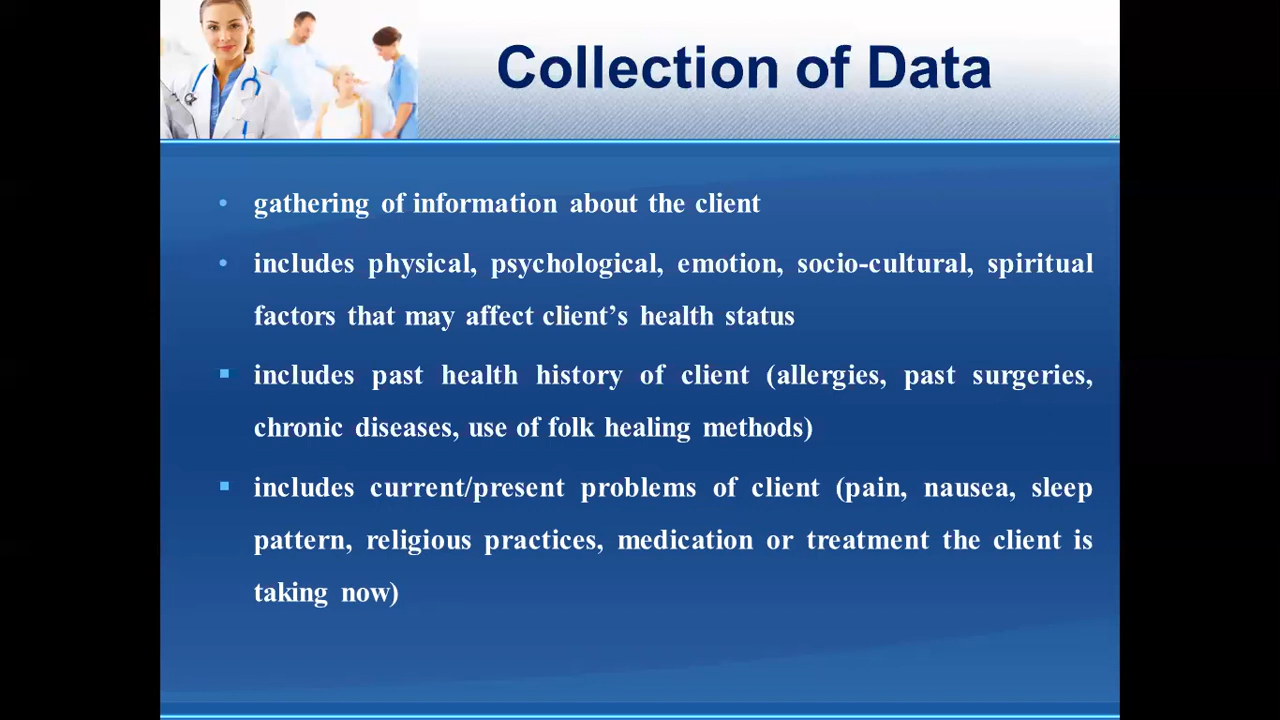 Collection of Data
• gathering of information about the client
• includes physical, psychological, emotion, socio-cultural, spiritual
factors that may affect client’s health status
▪ includes past health history of client (allergies, past surgeries,
chronic diseases, use of folk healing methods)
▪ includes current/present problems of client (pain, nausea, sleep
pattern, religious practices, medication or treatment the client is
taking now)